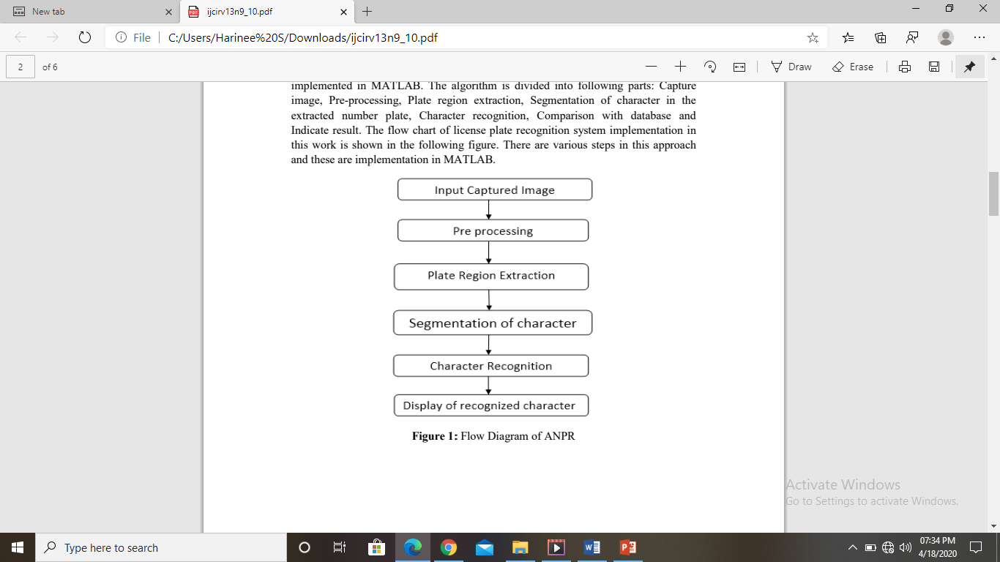 New tab
ijcirv13n9_10.pdf
File
C:/Users/Harinee%20S/Downloads/ijcirv13n9_10.pdf
2 of 6
Draw
Erase
implemented in MATLAB. The algorithm is divided into following parts: Capture
image, Pre-processing, Plate region extraction, Segmentation of character in the
extracted number plate, Character recognition, Comparison with database and
Indicate result. The flow chart of license plate recognition system implementation in
this work is shown in the following figure. There are various steps in this approach
and these are implementation in MATLAB.
Input Captured Image
Pre processing
Plate Region Extraction
Segmentation of character
Character Recognition
Display of recognized character
Figure 1: Flow Diagram of ANPR
Activate Windows
Go to Settings to activate Windows.
Type here to search
07:34 PM
4/18/2020